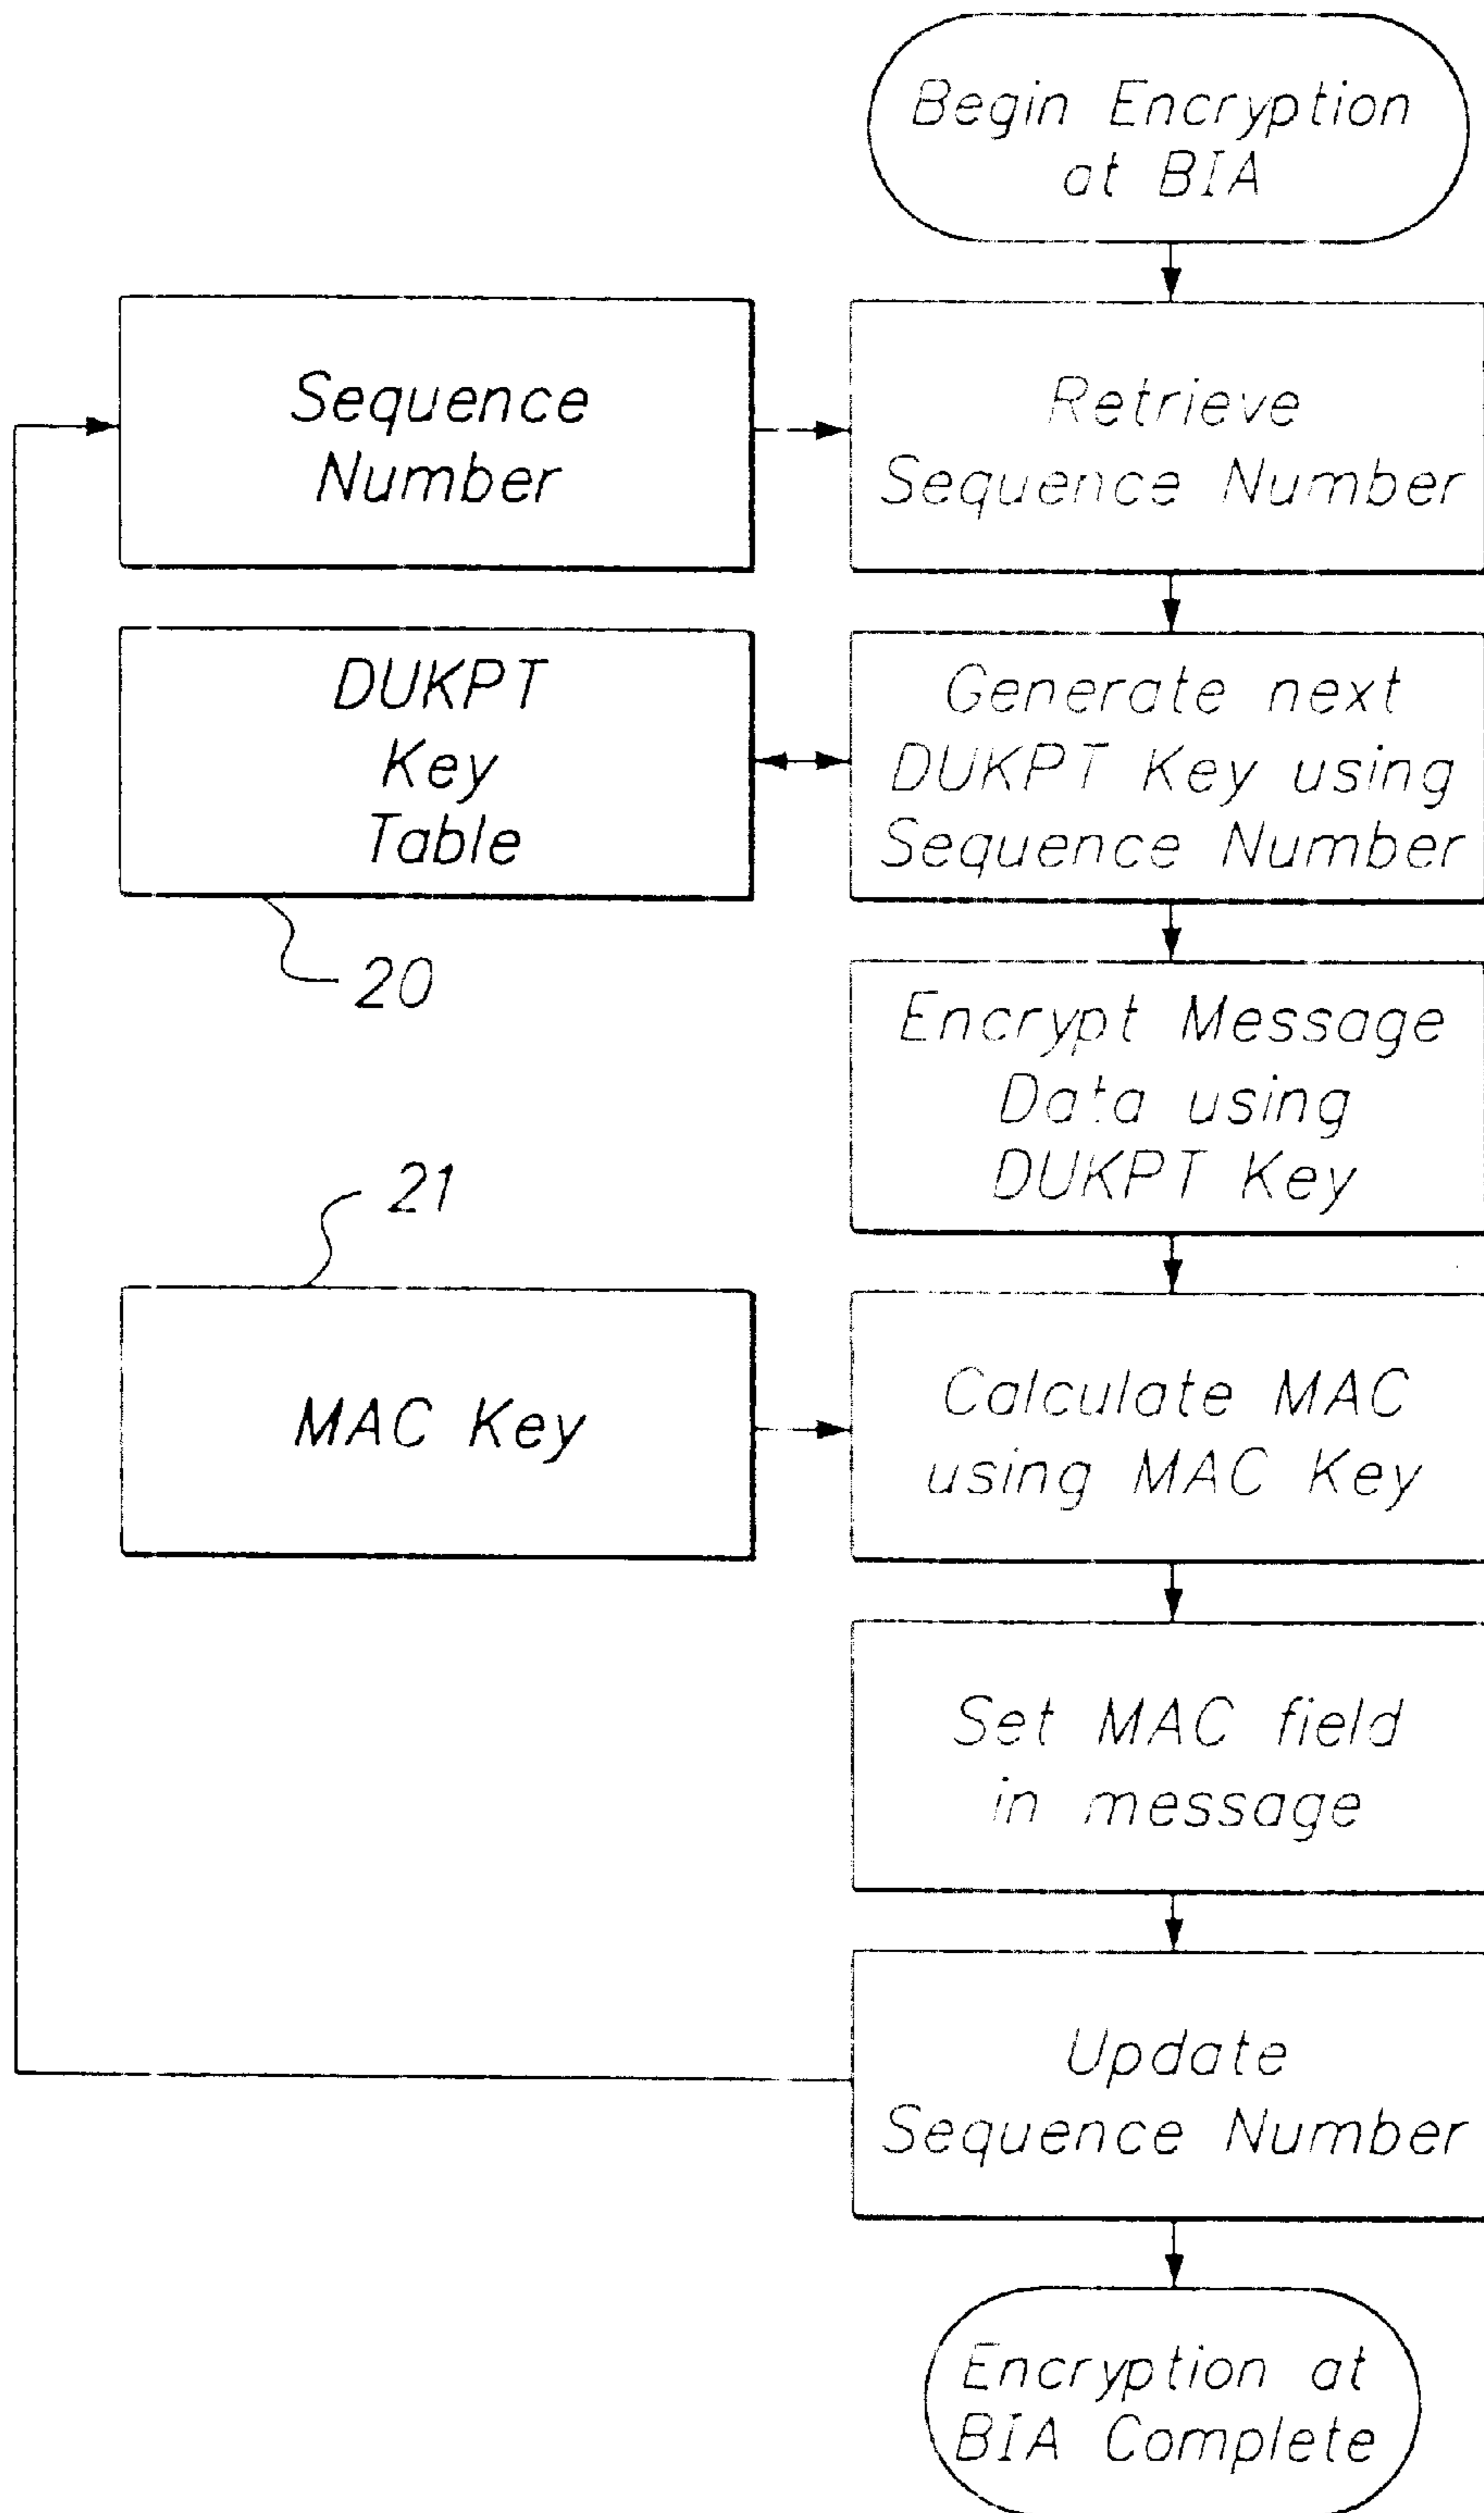 Begin Encryption
at BIA
Sequence
Number
Retrieve
Sequence Number
DUKPT
Key
Table
Generate next
DUKPT Key using
Sequence Number
20
Encrypt Message
Data using
DUKPT Key
21
MAC Key
Calculate MAC
using MAC Key
Set MAC field
in message
Update
Sequence Number
Encryption at
BIA Complete